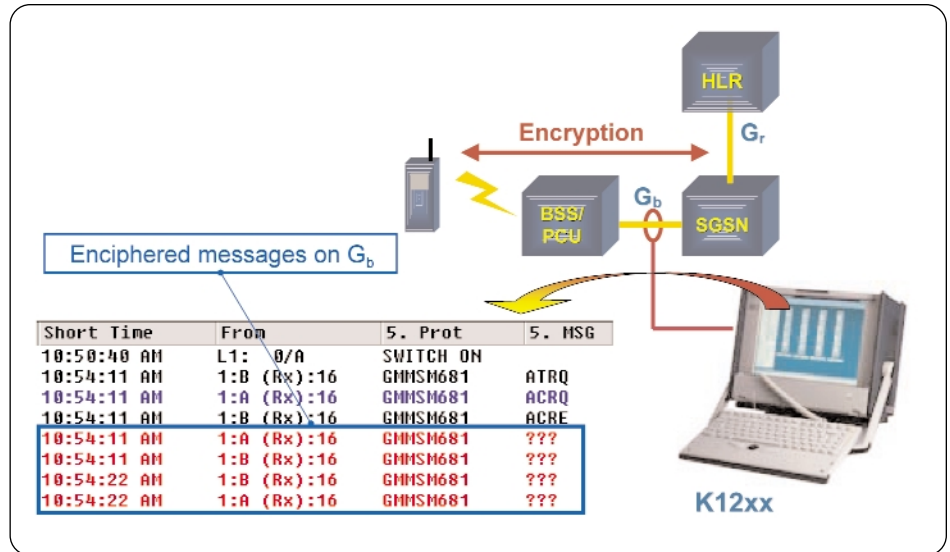 HLR
Encryption
Gr
Gb
BSS/
PCU
SGSN
Enciphered messages on Gb
Short Time From 5. Prot 5. MSG
10:50:40 AM L1: 0/A SWITCH ON
10:54:11 AM 1:B (Rx):16 GMMSM681 ATRQ
10:54:11 AM 1:A (Rx):16 GMMSM681 ACRQ
10:54:11 AM 1:B (Rx):16 GMMSM681 ACRE
10:54:11 AM 1:A (Rx):16 GMMSM681 ???
10:54:11 AM 1:B (Rx):16 GMMSM681 ???
10:54:22 AM 1:B (Rx):16 GMMSM681 ???
10:54:22 AM 1:A (Rx):16 GMMSM681 ???
K12xx